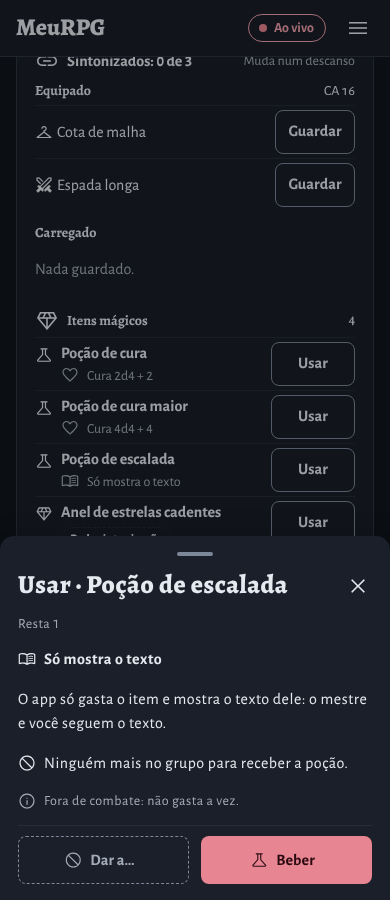 MeuRPG
Ao vivo
Sintonizados: 0 de 3
Muda num descanso
Equipado
CA 16
Cota de malha
Guardar
Espada longa
Guardar
Carregado
Nada guardado.
Itens mágicos
4
Poção de cura
Cura 2d4 + 2
Usar
Poção de cura maior
Cura 4d4 + 4
Usar
Poção de escalada
Só mostra o texto
Usar
Anel de estrelas cadentes
Usar
Usar · Poção de escalada
Resta 1
Só mostra o texto
O app só gasta o item e mostra o texto dele: o mestre
e você seguem o texto.
Ninguém mais no grupo para receber a poção.
Fora de combate: não gasta a vez.
Dar a...
Beber